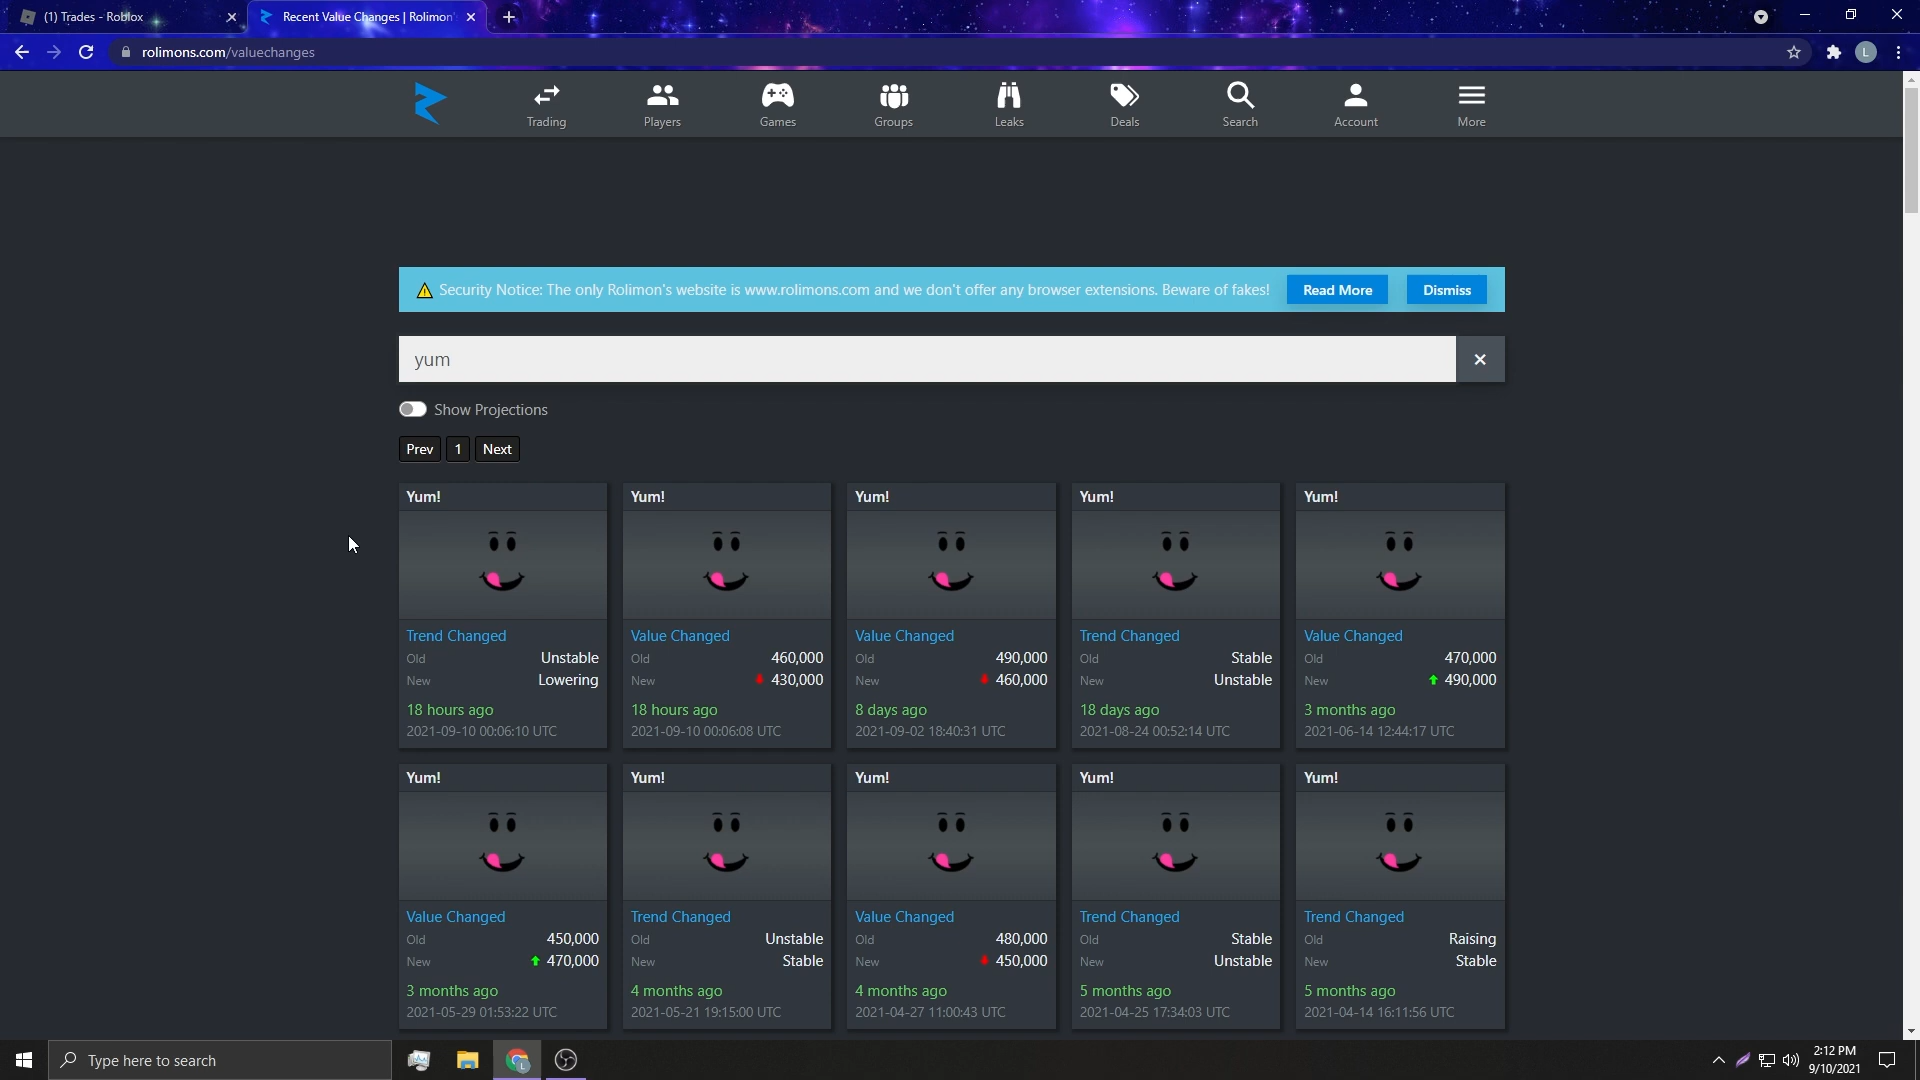 (1) Trades - Roblox
Recent Value Changes | Rolimon'
rolimons.com/valuechanges
L
Trading
Players
Games
Groups
Leaks
Deals
Search
Account
More
Security Notice: The only Rolimon's website is www.rolimons.com and we don't offer any browser extensions. Beware of fakes!
Read More
Dismiss
yum
Show Projections
Prev 1 Next
Yum!
Trend Changed
Old Unstable
New Lowering
18 hours ago
2021-09-10 00:06:10 UTC
Yum!
Value Changed
Old 460,000
New 430,000
18 hours ago
2021-09-10 00:06:08 UTC
Yum!
Value Changed
Old 490,000
New 460,000
8 days ago
2021-09-02 18:40:31 UTC
Yum!
Trend Changed
Old Stable
New Unstable
18 days ago
2021-08-24 00:52:14 UTC
Yum!
Value Changed
Old 470,000
New 490,000
3 months ago
2021-06-14 12:44:17 UTC
Yum!
Value Changed
Old 450,000
New 470,000
3 months ago
2021-05-29 01:53:22 UTC
Yum!
Trend Changed
Old Unstable
New Stable
4 months ago
2021-05-21 19:15:00 UTC
Yum!
Value Changed
Old 480,000
New 450,000
4 months ago
2021-04-27 11:00:43 UTC
Yum!
Trend Changed
Old Stable
New Unstable
5 months ago
2021-04-25 17:34:03 UTC
Yum!
Trend Changed
Old Raising
New Stable
5 months ago
2021-04-14 16:11:56 UTC
Type here to search
L
2:12 PM
9/10/2021